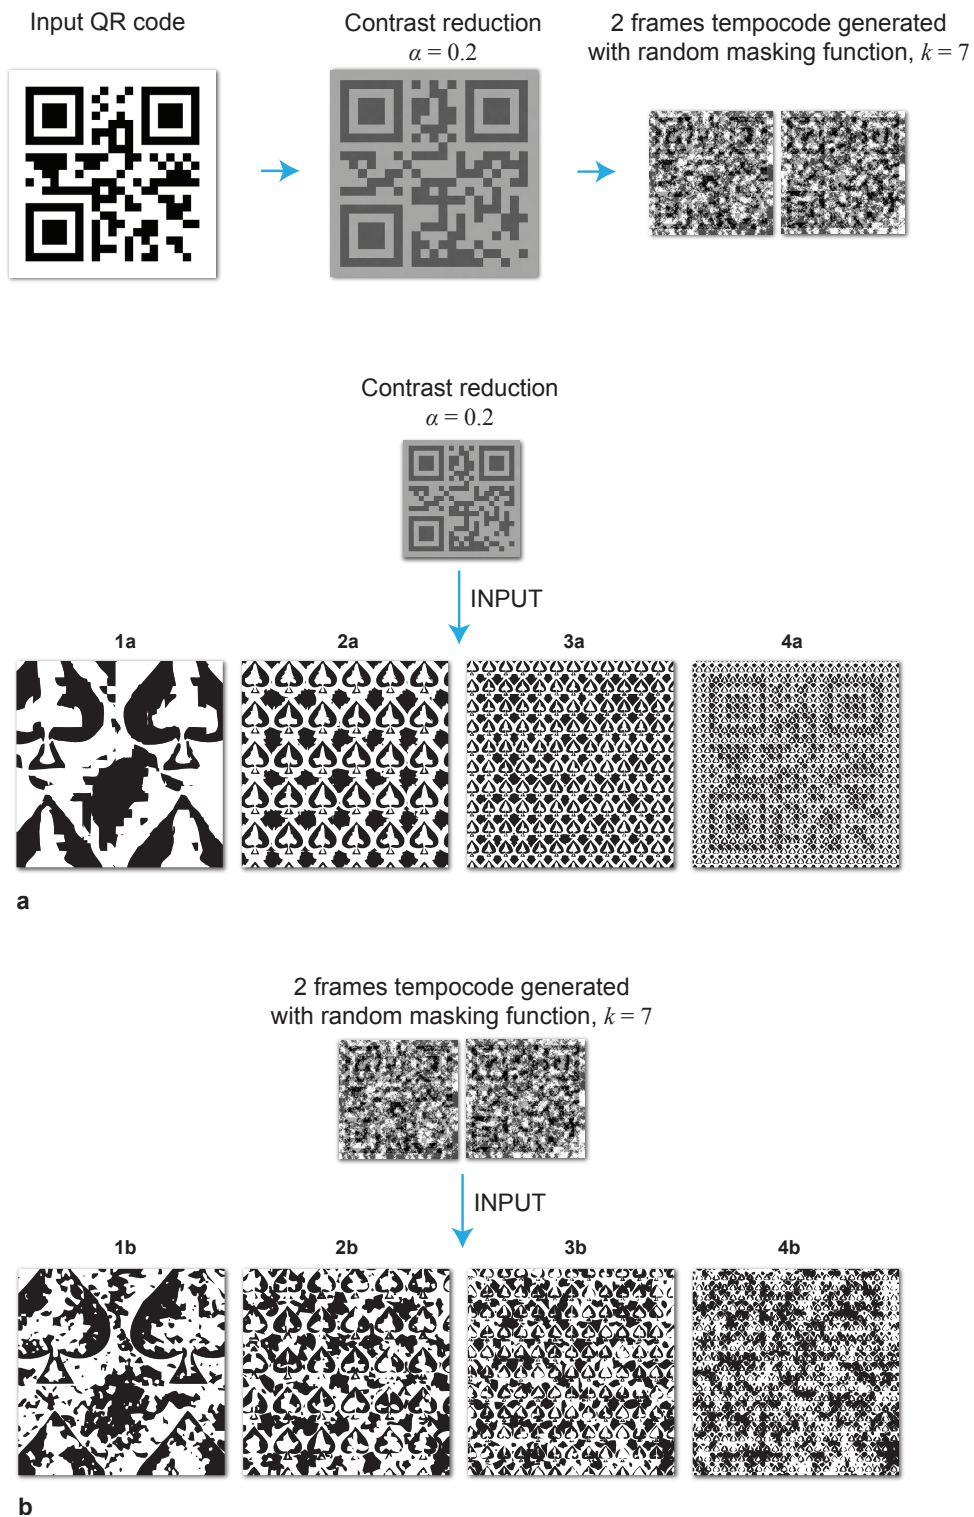 Input QR code
Contrast reduction
α = 0.2
2 frames tempocode generated
with random masking function, k = 7
Contrast reduction
α = 0.2
INPUT
1a
2a
3a
4a
a
2 frames tempocode generated
with random masking function, k = 7
INPUT
1b
2b
3b
4b
b